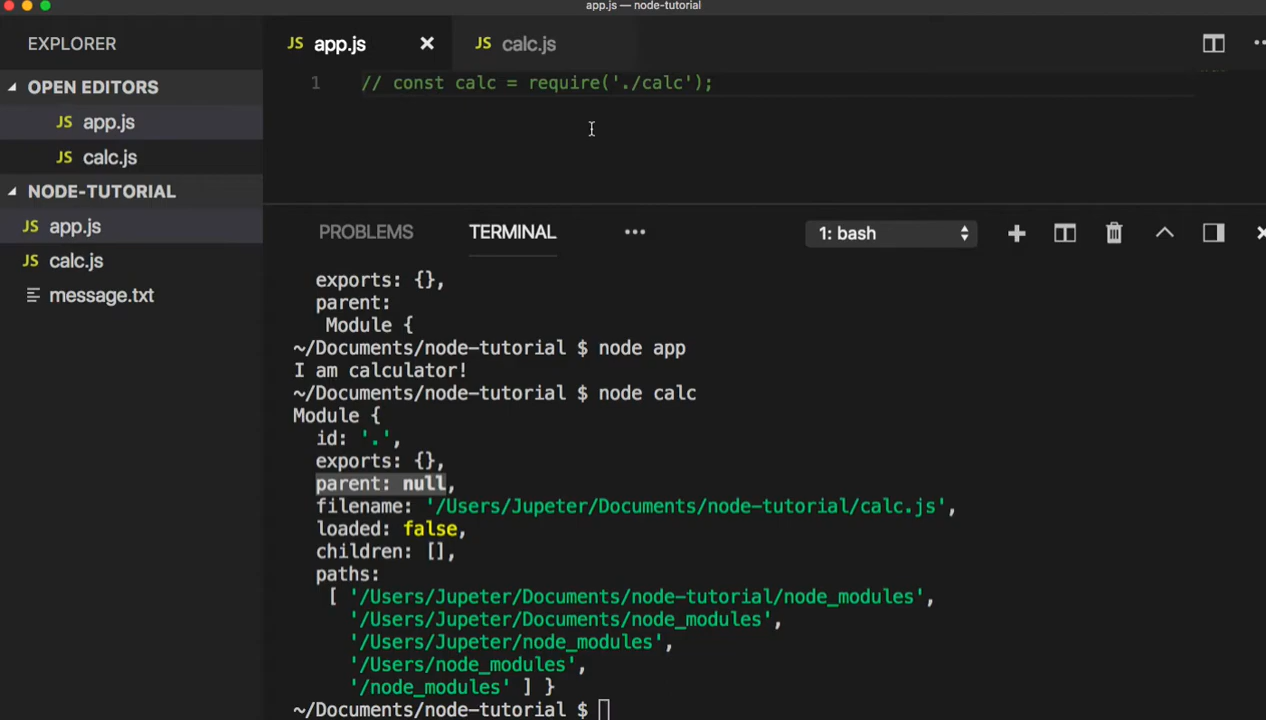 app.js — node-tutorial
EXPLORER
JS app.js
JS calc.js
OPEN EDITORS
JS app.js
JS calc.js
NODE-TUTORIAL
JS app.js
JS calc.js
message.txt
1 // const calc = require('./calc');
PROBLEMS TERMINAL 1: bash
exports: {},
parent:
Module {
~/Documents/node-tutorial $ node app
I am calculator!
~/Documents/node-tutorial $ node calc
Module {
id: '.',
exports: {},
parent: null,
filename: '/Users/Jupeter/Documents/node-tutorial/calc.js',
loaded: false,
children: [],
paths:
[ '/Users/Jupeter/Documents/node-tutorial/node_modules',
'/Users/Jupeter/Documents/node_modules',
'/Users/Jupeter/node_modules',
'/Users/node_modules',
'/node_modules' ] }
~/Documents/node-tutorial $